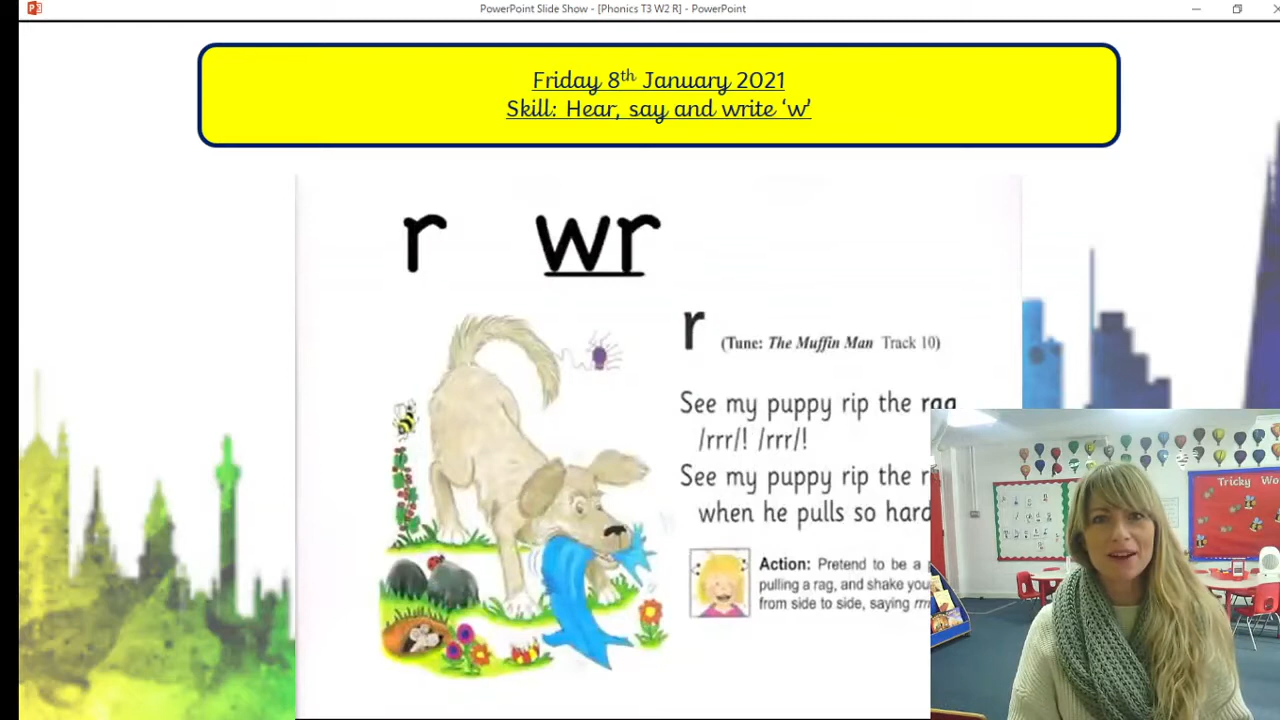 PowerPoint Slide Show - [Phonics T3 W2 R] - PowerPoint
Friday 8th January 2021
Skill: Hear, say and write ‘w’
r wr
r (Tune: The Muffin Man Track 10)
See my puppy rip the rag
/rrr/! /rrr/!
See my puppy rip the r
when he pulls so hard
Action: Pretend to be a
pulling a rag, and shake you
from side to side, saying rrr
Tricky Wo